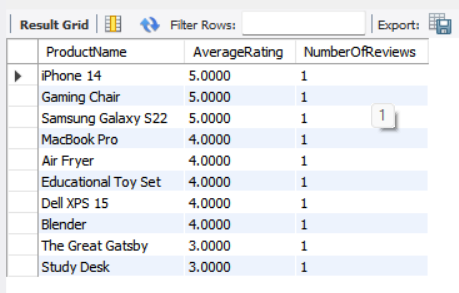 Result Grid Filter Rows: Export:
ProductName AverageRating NumberOfReviews
iPhone 14 5.0000 1
Gaming Chair 5.0000 1
Samsung Galaxy S22 5.0000 1
1
MacBook Pro 4.0000 1
Air Fryer 4.0000 1
Educational Toy Set 4.0000 1
Dell XPS 15 4.0000 1
Blender 4.0000 1
The Great Gatsby 3.0000 1
Study Desk 3.0000 1